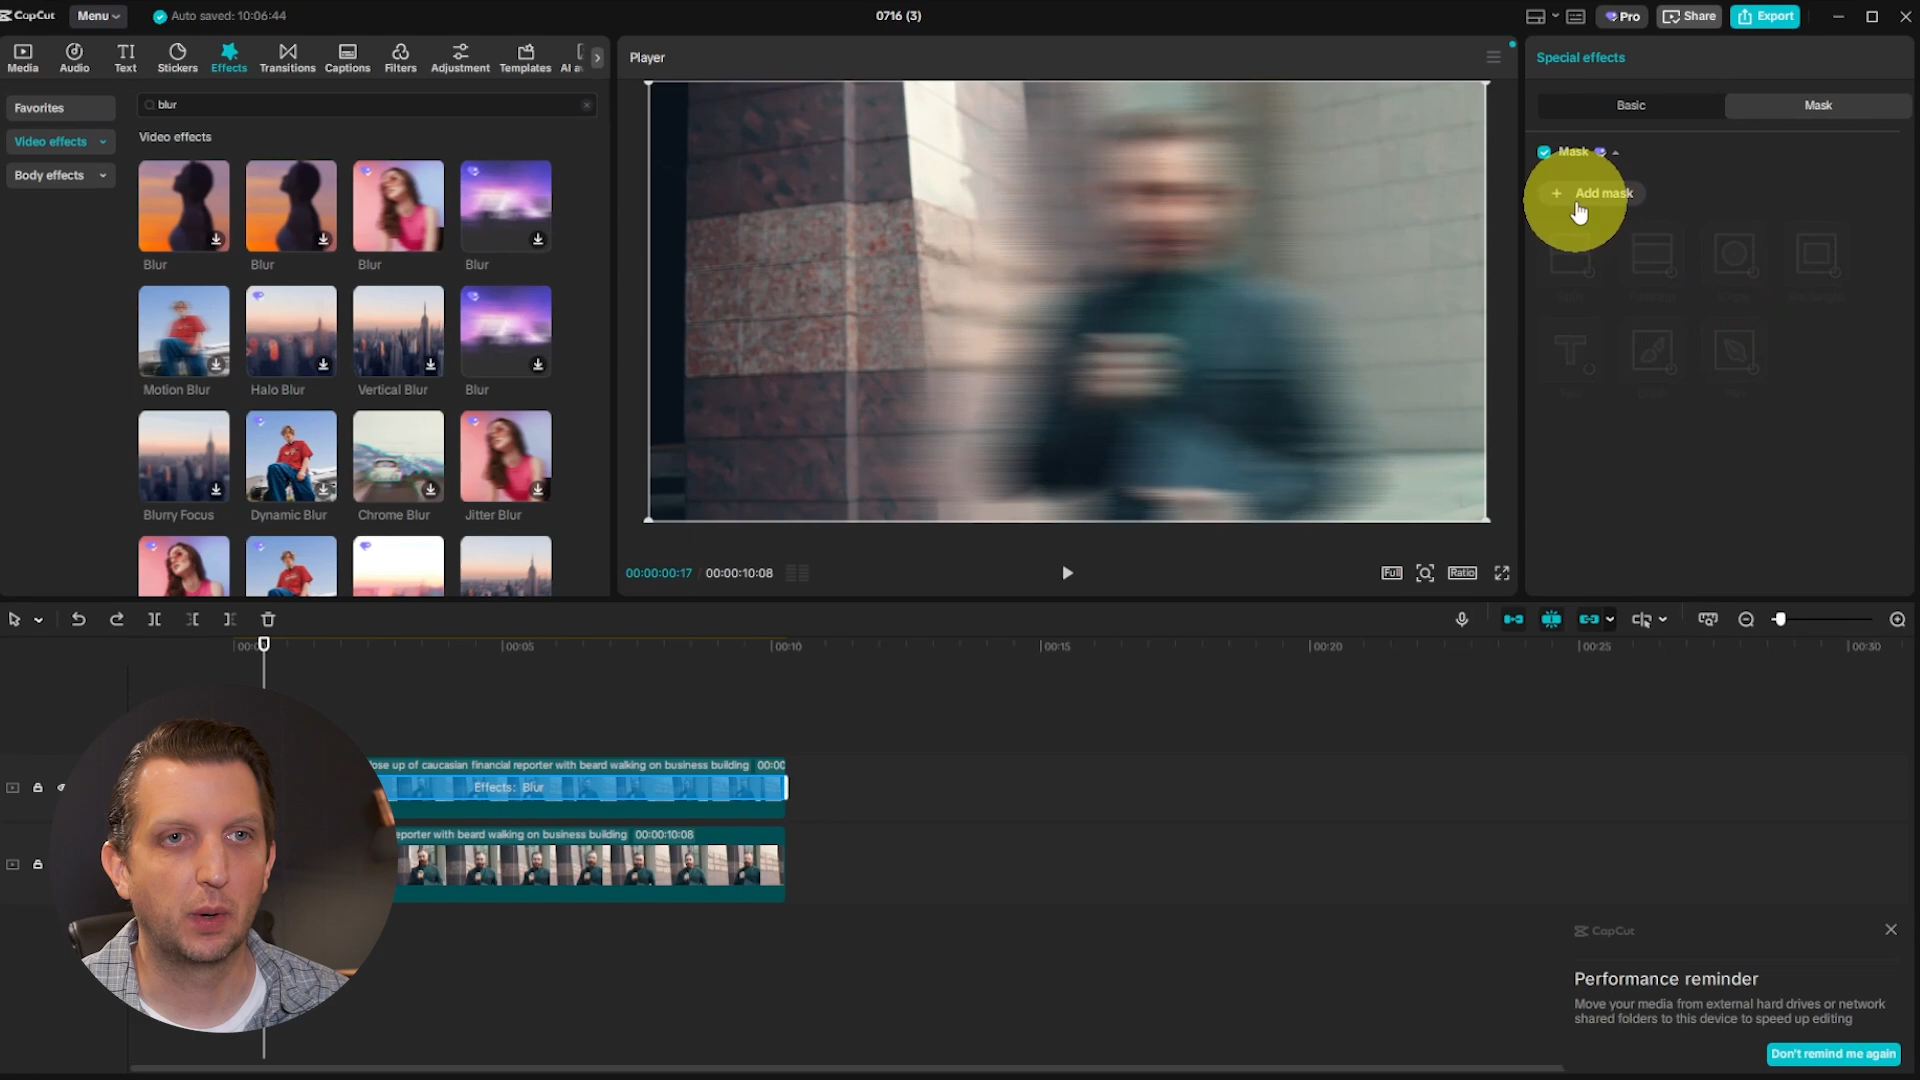 CapCut
Menu
Auto saved: 10:06:44
0716 (3)
Pro
Share
Export
Media
Audio
Text
Stickers
Effects
Transitions
Captions
Filters
Adjustment
Templates
AI a
Player
Special effects
Favorites
Video effects
Body effects
blur
Video effects
Blur
Blur
Blur
Blur
Motion Blur
Halo Blur
Vertical Blur
Blur
Blurry Focus
Dynamic Blur
Chrome Blur
Jitter Blur
Basic
Mask
Mask
Add mask
00:00:00:17
00:00:10:08
Full
Ratio
00:05
00:10
00:15
00:20
00:25
00:30
lose up of caucasian financial reporter with beard walking on business building 00:00
Effects: Blur
eporter with beard walking on business building 00:00:10:08
CapCut
Performance reminder
Move your media from external hard drives or network
shared folders to this device to speed up editing
Don't remind me again